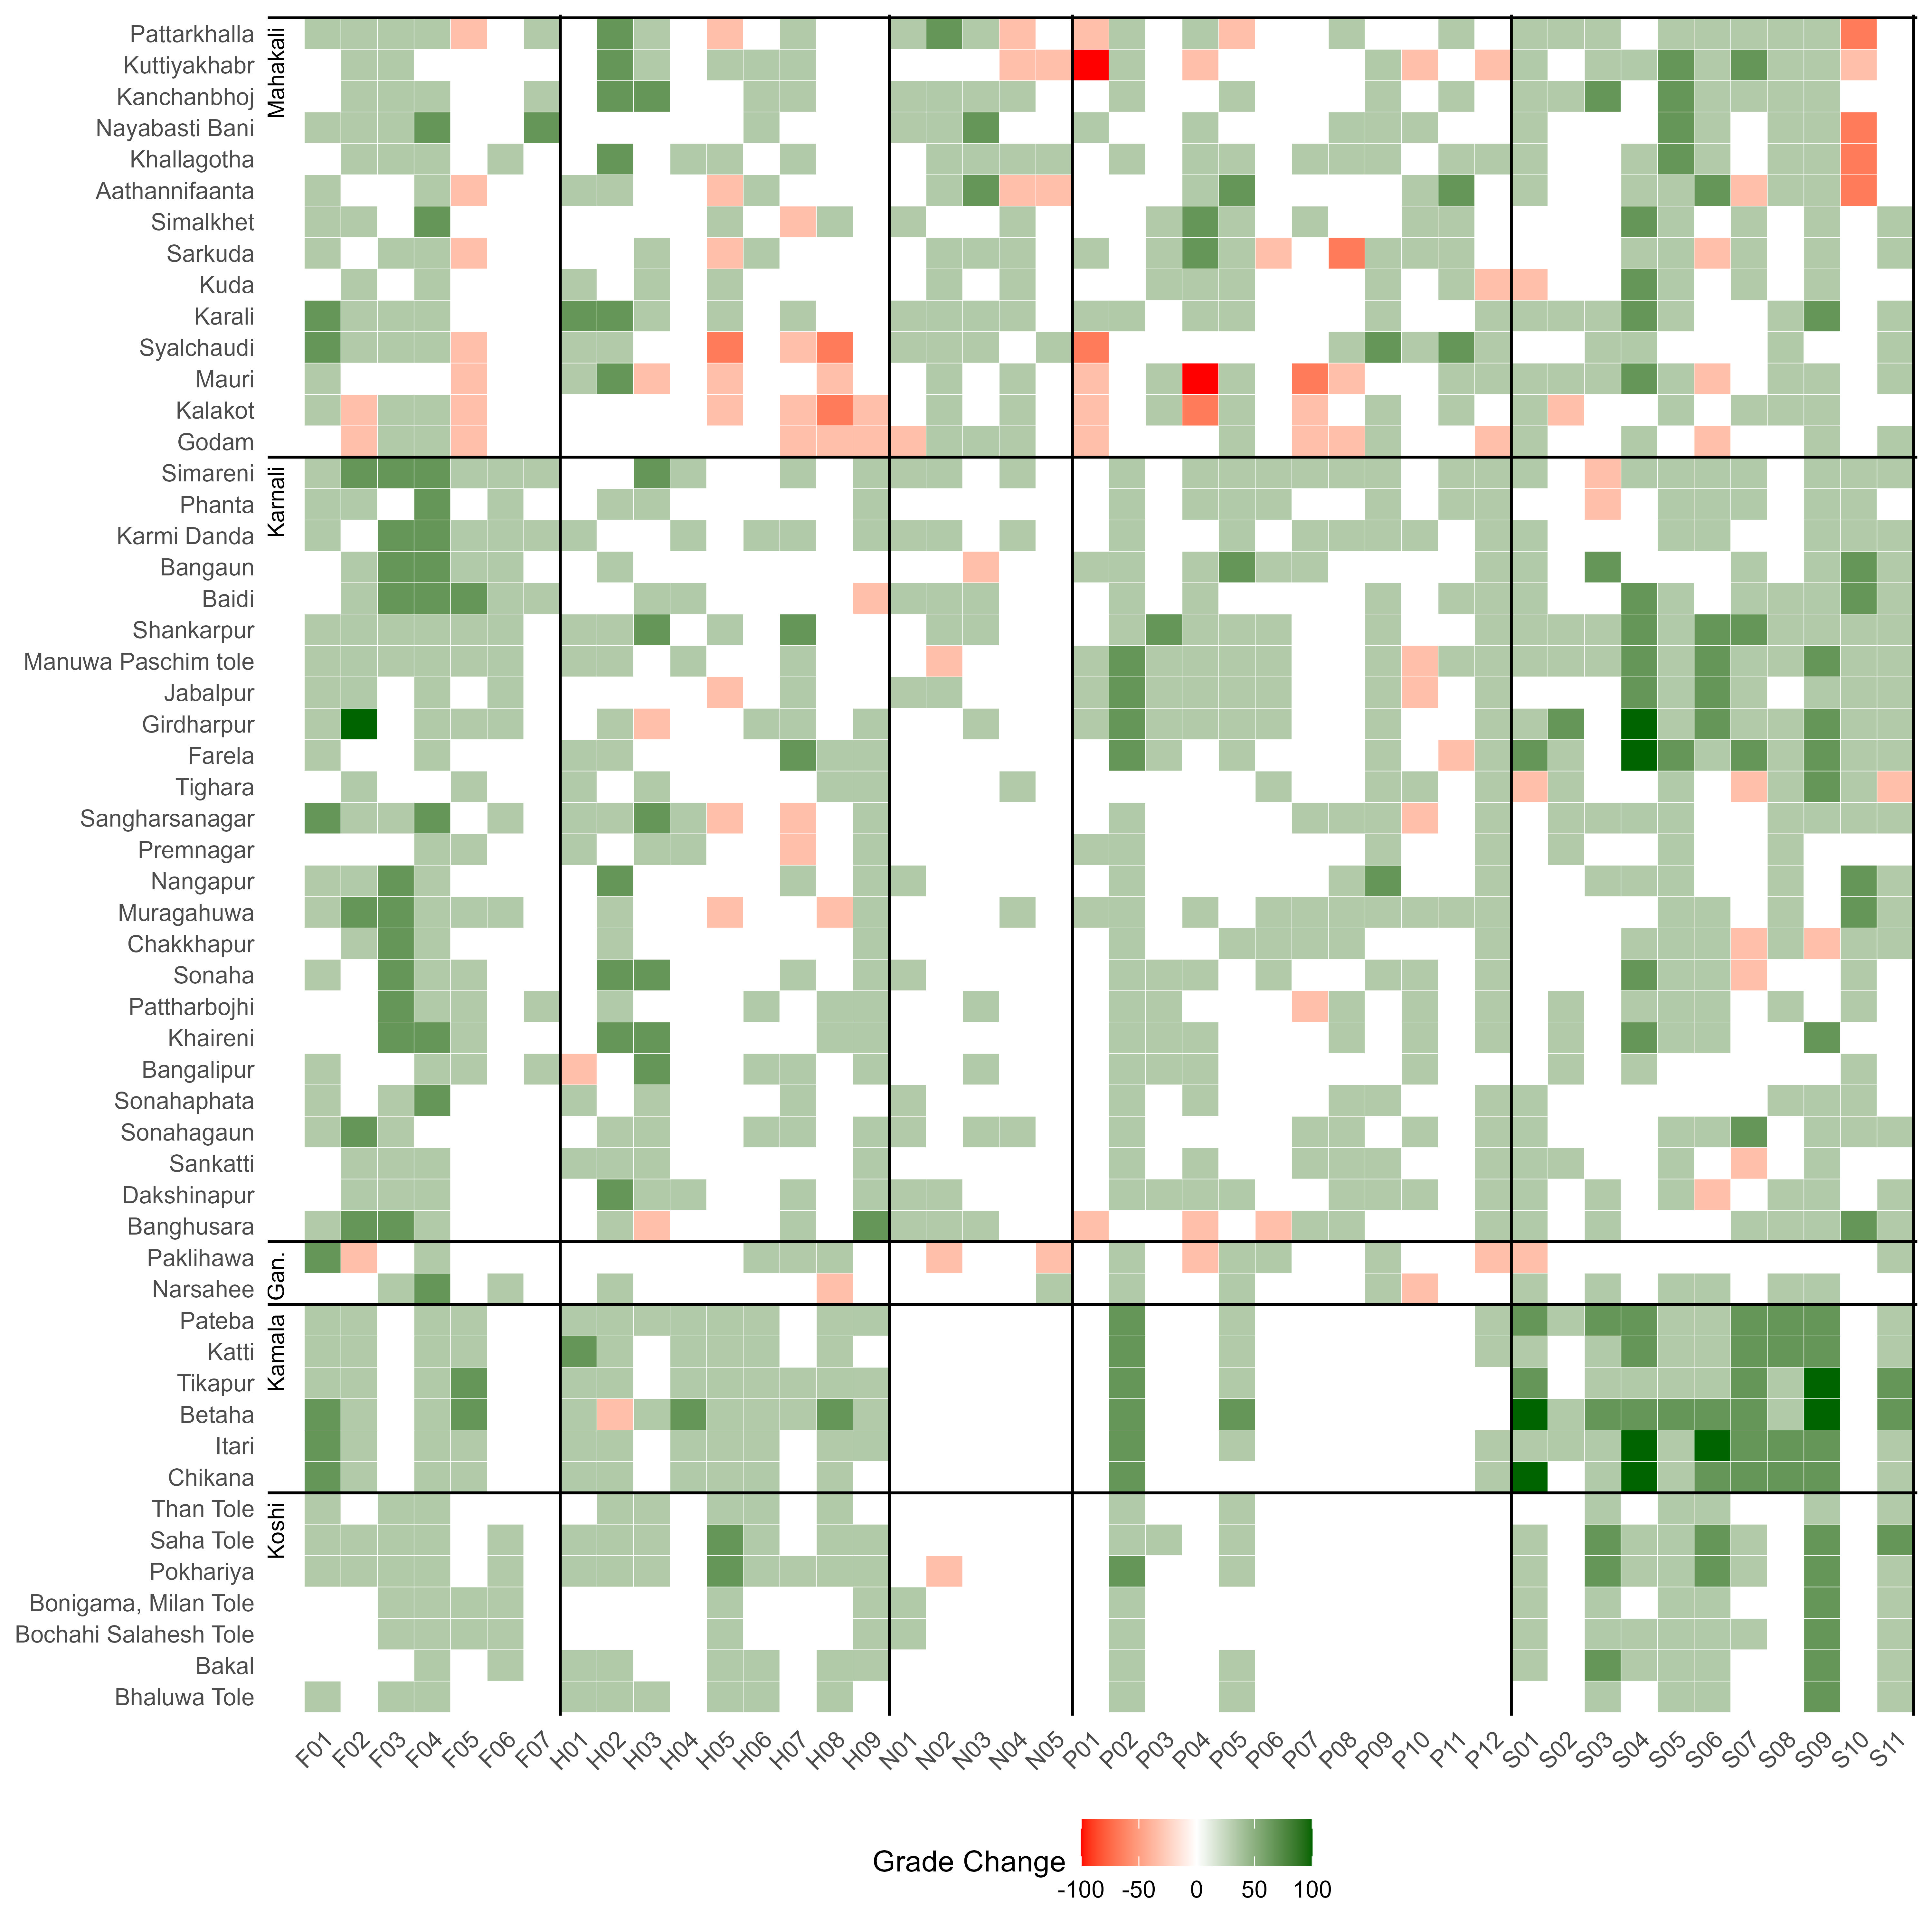 Pattarkhalla
Kuttiyakhabr
Kanchanbhoj
Nayabasti Bani
Khallagotha
Aathannifaanta
Simalkhet
Sarkuda
Kuda
Karali
Syalchaudi
Mauri
Kalakot
Godam
Simareni
Phanta
Karmi Danda
Bangaun
Baidi
Shankarpur
Manuwa Paschim tole
Jabalpur
Girdharpur
Farela
Tighara
Sangharsanagar
Premnagar
Nangapur
Muragahuwa
Chakkhapur
Sonaha
Pattharbojhi
Khaireni
Bangalipur
Sonahaphata
Sonahagaun
Sankatti
Dakshinapur
Banghusara
Paklihawa
Narsahee
Pateba
Katti
Tikapur
Betaha
Itari
Chikana
Than Tole
Saha Tole
Pokhariya
Bonigama, Milan Tole
Bochahi Salahesh Tole
Bakal
Bhaluwa Tole
Mahakali
Karnali
Gan.
Kamala
Koshi
F01 F02 F03 F04 F05 F06 F07 H01 H02 H03 H04 H05 H06 H07 H08 H09 N01 N02 N03 N04 N05 P01 P02 P03 P04 P05 P06 P07 P08 P09 P10 P11 P12 S01 S02 S03 S04 S05 S06 S07 S08 S09 S10 S11
Grade Change
-100 -50 0 50 100